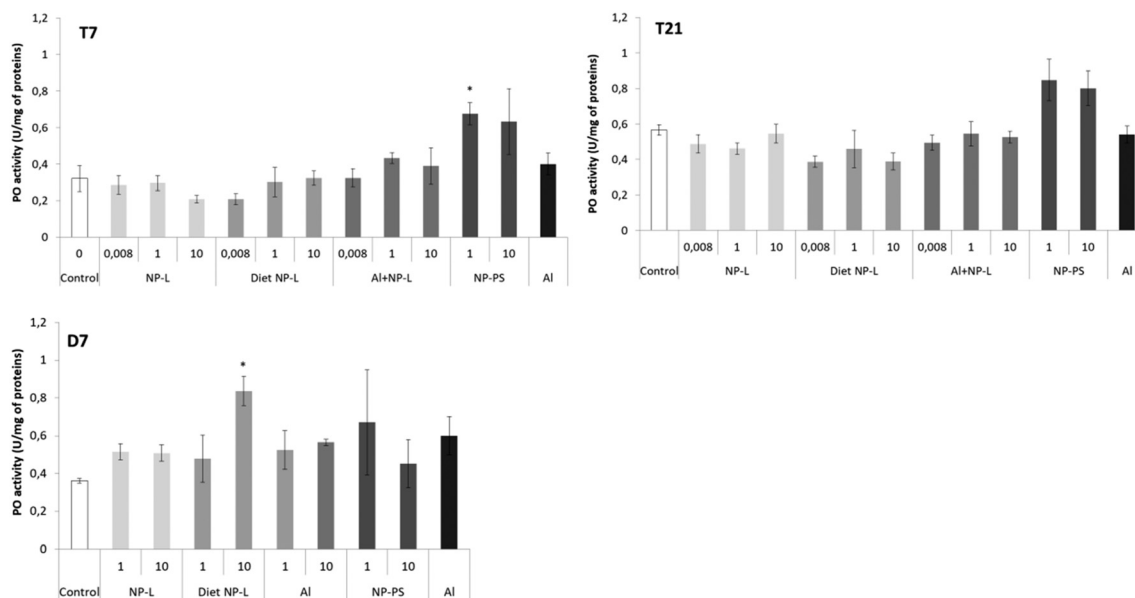 T7
PO activity (U/mg of proteins)
1,2
1
0,8
0,6
0,4
0,2
0
*
0 0,008 1 10 0,008 1 10 0,008 1 10 1 10
Control NP-L Diet NP-L Al+NP-L NP-PS Al
T21
PO activity (U/mg of proteins)
1,2
1
0,8
0,6
0,4
0,2
0
0,008 1 10 0,008 1 10 0,008 1 10 1 10
Control NP-L Diet NP-L Al+NP-L NP-PS Al
D7
PO activity (U/mg of proteins)
1,2
1
0,8
0,6
0,4
0,2
0
*
1 10 1 10 1 10 1 10
Control NP-L Diet NP-L Al NP-PS Al